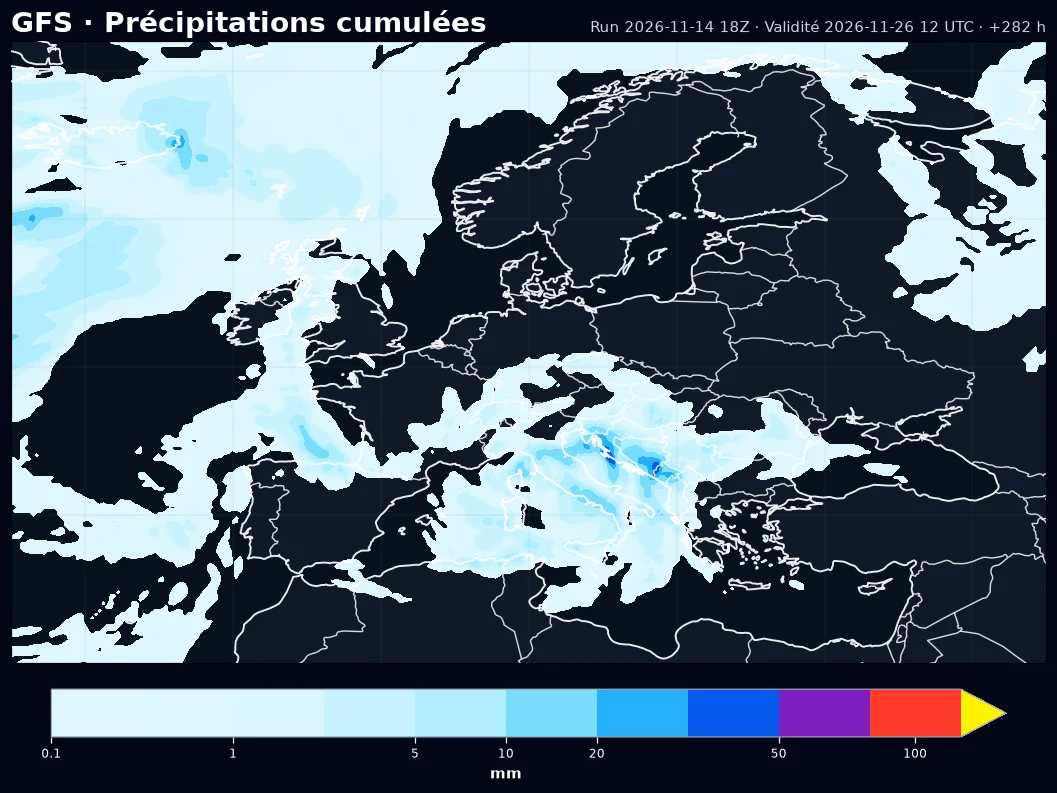 GFS · Précipitations cumulées
Run 2026-11-14 18Z · Validité 2026-11-26 12 UTC · +282 h
0.1 1 5 10 20 50 100
mm